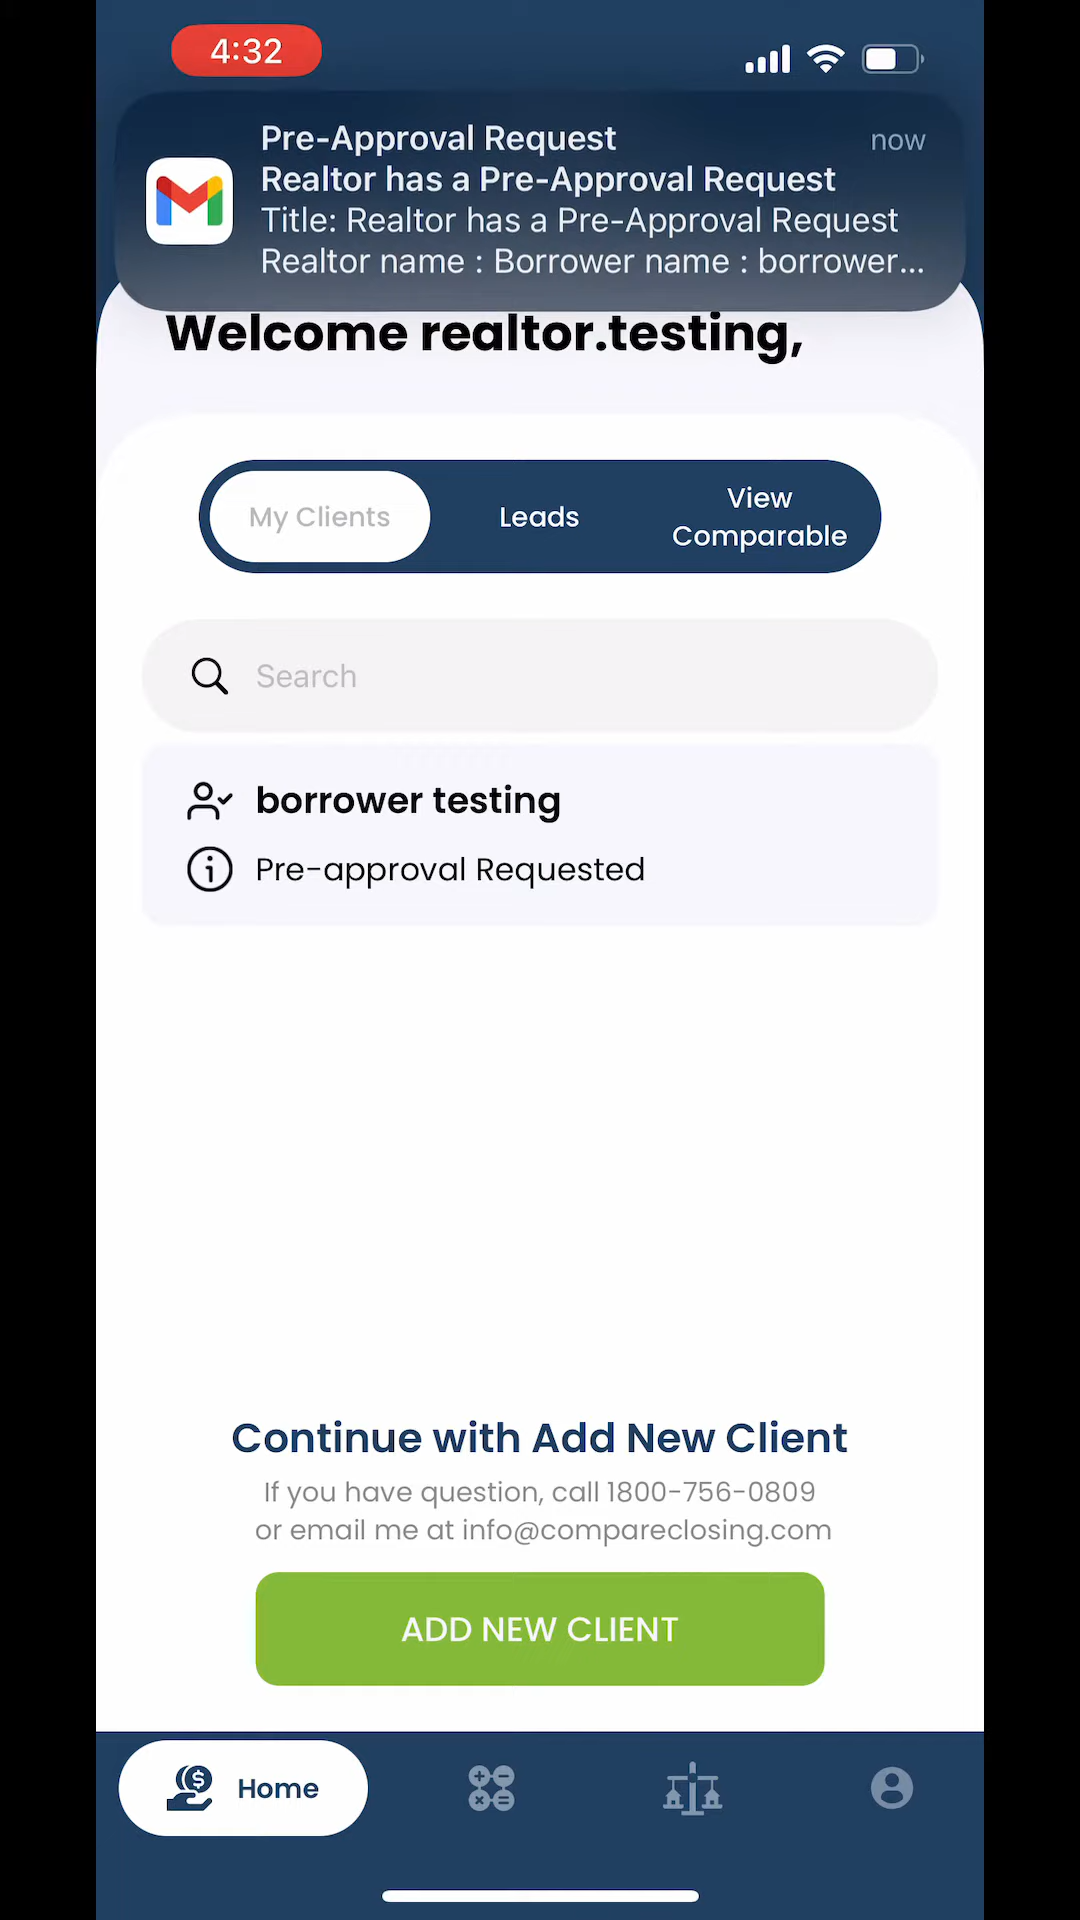 4:32
Pre-Approval Request
now
Realtor has a Pre-Approval Request
Title: Realtor has a Pre-Approval Request
Realtor name : Borrower name : borrower...
Welcome realtor.testing,
My Clients
Leads
View
Comparable
Search
borrower testing
Pre-approval Requested
Continue with Add New Client
If you have question, call 1800-756-0809
or email me at info@compareclosing.com
ADD NEW CLIENT
Home